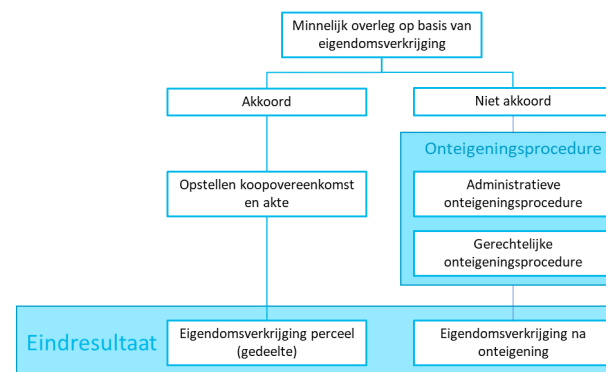 Minnelijk overleg op basis van
eigendomsverkrijging
Akkoord
Niet akkoord
Onteigeningsprocedure
Opstellen koopovereenkomst
en akte
Administratieve
onteigeningsprocedure
Gerechtelijke
onteigeningsprocedure
Eindresultaat
Eigendomsverkrijging perceel
(gedeelte)
Eigendomsverkrijging na
onteigening